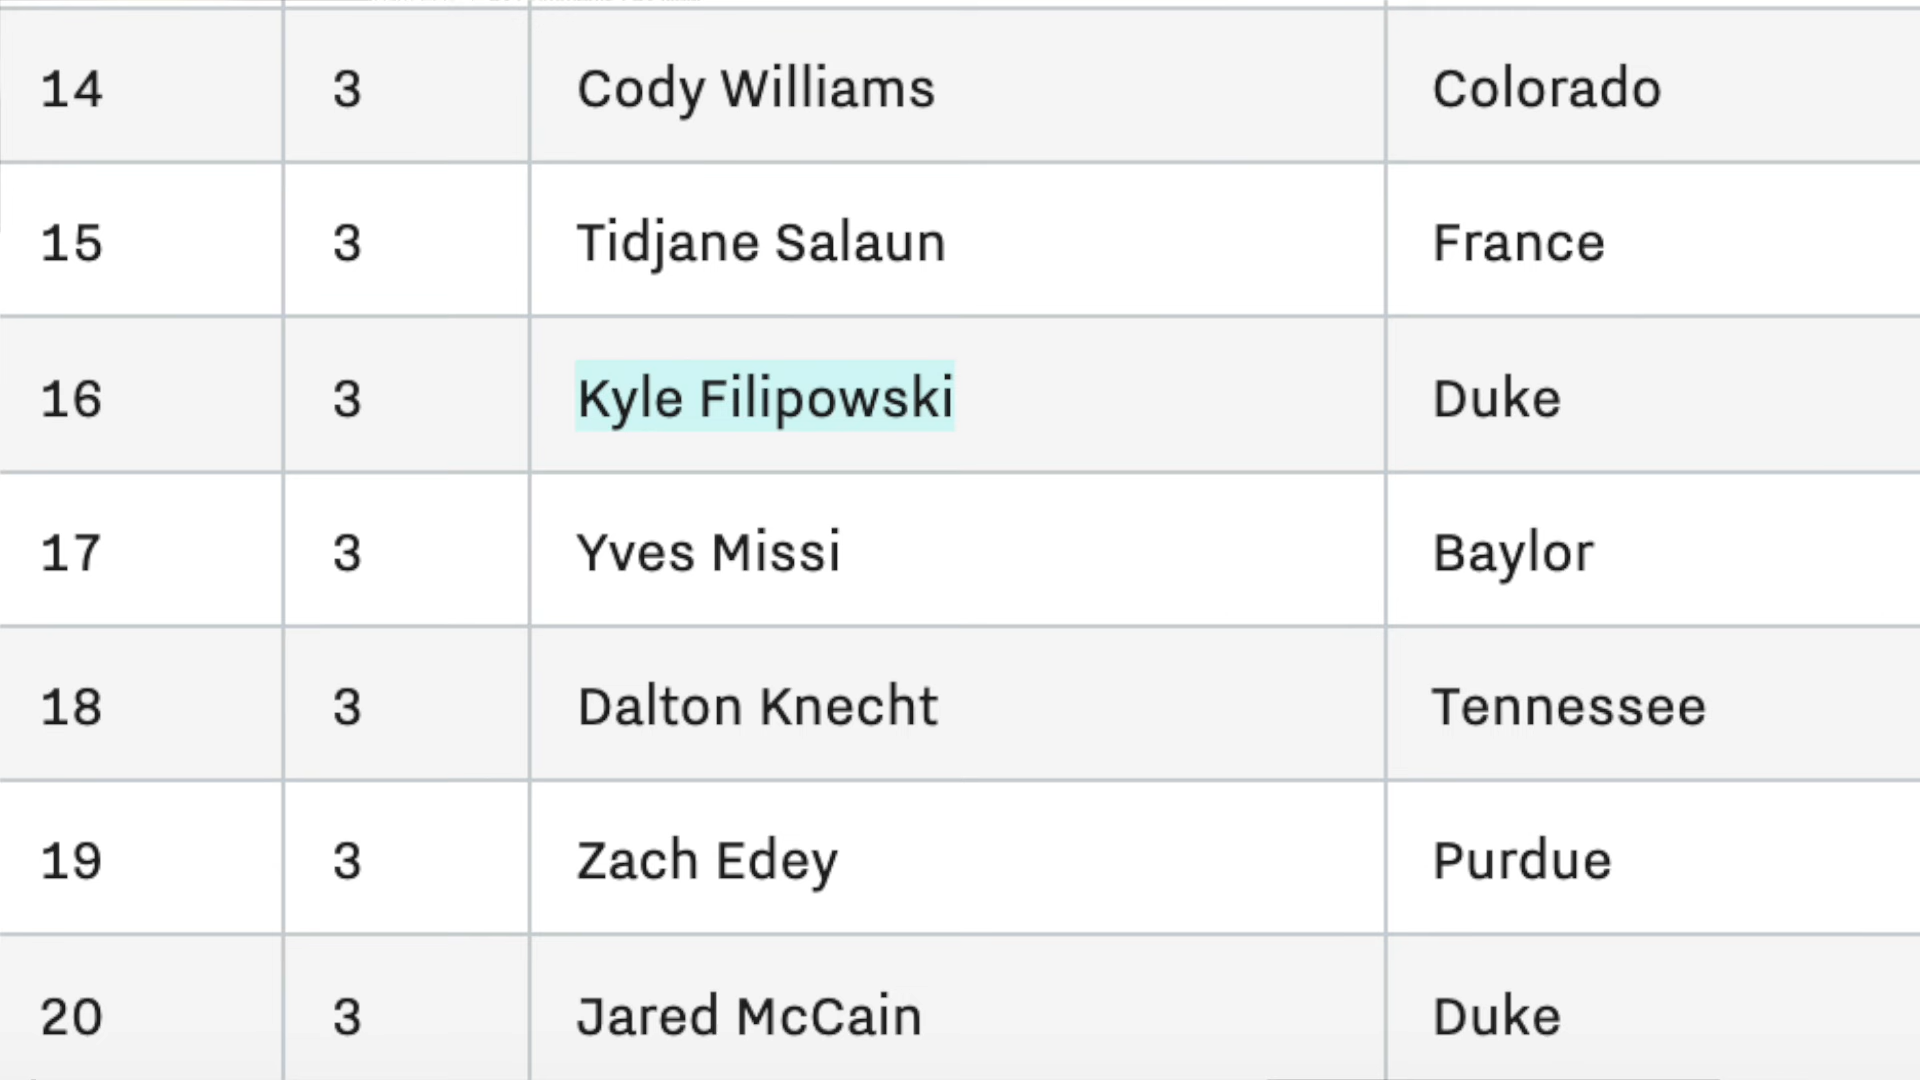 14 3 Cody Williams Colorado
15 3 Tidjane Salaun France
16 3 Kyle Filipowski Duke
17 3 Yves Missi Baylor
18 3 Dalton Knecht Tennessee
19 3 Zach Edey Purdue
20 3 Jared McCain Duke